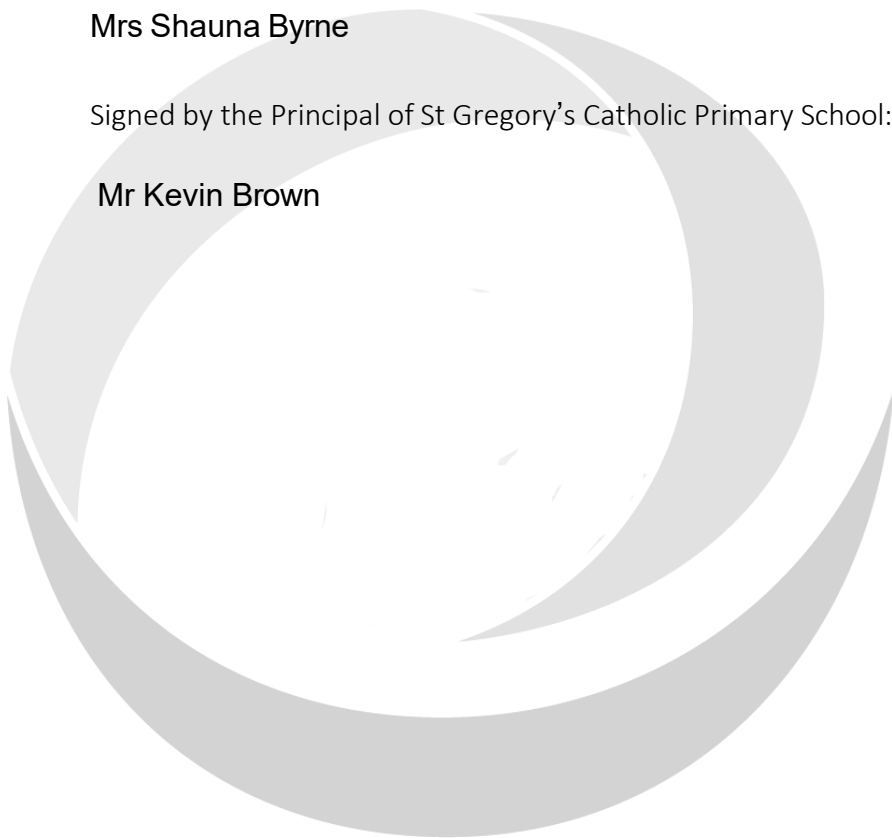 Mrs Shauna Byrne
Signed by the Principal of St Gregory’s Catholic Primary School:
Mr Kevin Brown